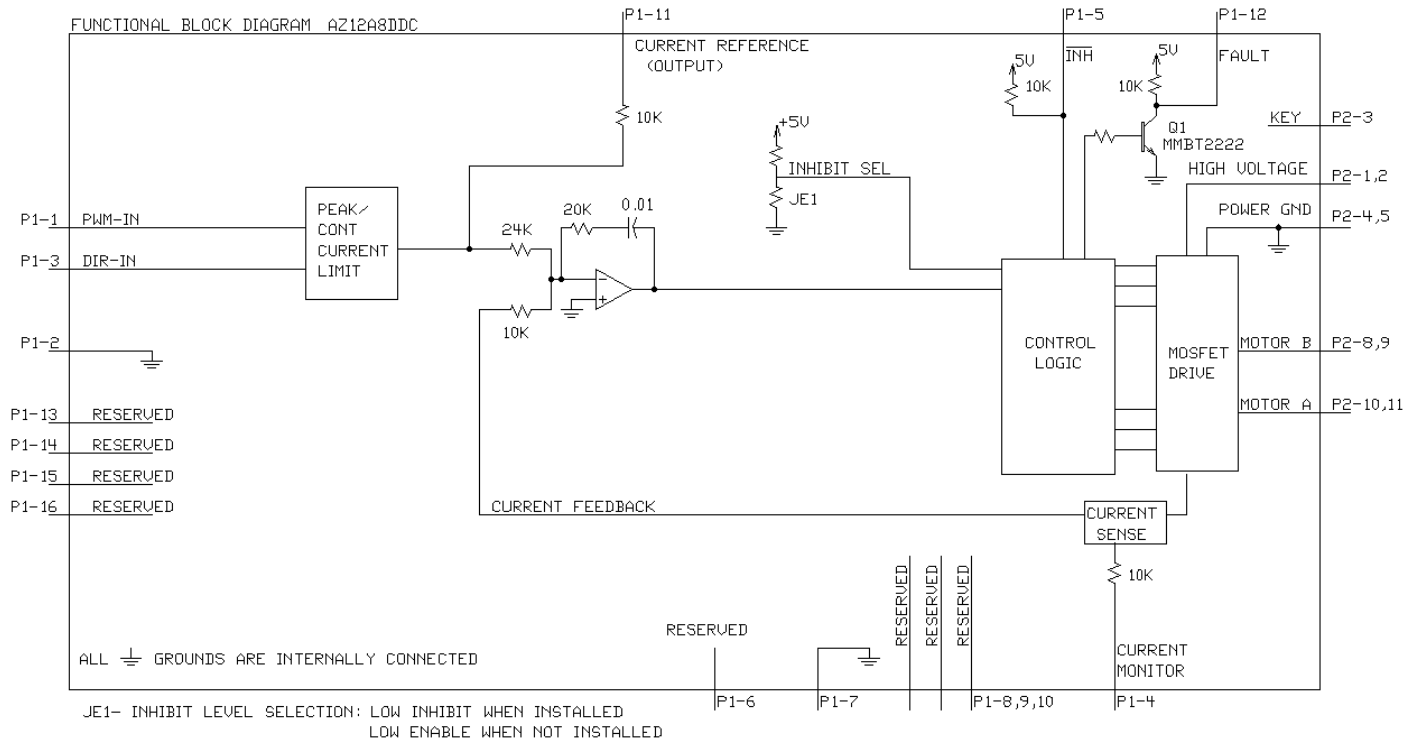 FUNCTIONAL BLOCK DIAGRAM AZ12A8DDC
P1-11
P1-5
P1-12
CURRENT REFERENCE
(OUTPUT)
10K
5V
10K
INH
5V
10K
FAULT
KEY
P2-3
Q1
MMBT2222
+5V
INHIBIT SEL
JE1
HIGH VOLTAGE
P2-1,2
POWER GND
P2-4,5
P1-1
PWM-IN
P1-3
DIR-IN
PEAK/
CONT
CURRENT
LIMIT
24K
20K
0.01
−
+
10K
P1-2
CONTROL
LOGIC
MOSFET
DRIVE
MOTOR B
P2-8,9
MOTOR A
P2-10,11
P1-13
RESERVED
P1-14
RESERVED
P1-15
RESERVED
P1-16
RESERVED
CURRENT FEEDBACK
CURRENT
SENSE
10K
RESERVED
RESERVED
RESERVED
RESERVED
CURRENT
MONITOR
ALL GROUNDS ARE INTERNALLY CONNECTED
P1-6
P1-7
P1-8,9,10
P1-4
JE1- INHIBIT LEVEL SELECTION: LOW INHIBIT WHEN INSTALLED
LOW ENABLE WHEN NOT INSTALLED